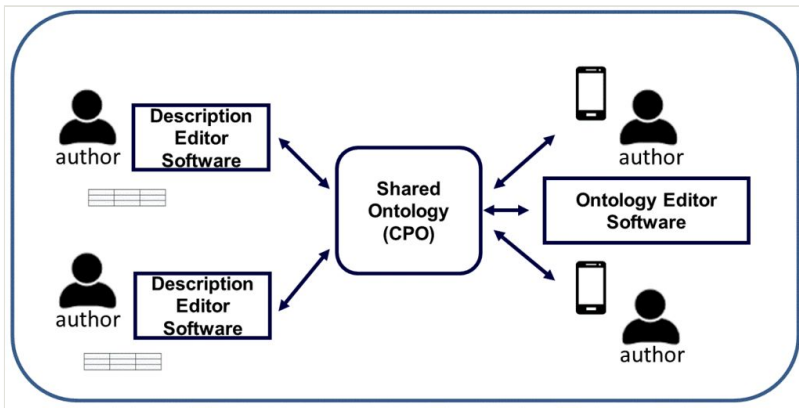 author
Description
Editor
Software
author
Description
Editor
Software
Shared
Ontology
(CPO)
author
Ontology Editor
Software
author